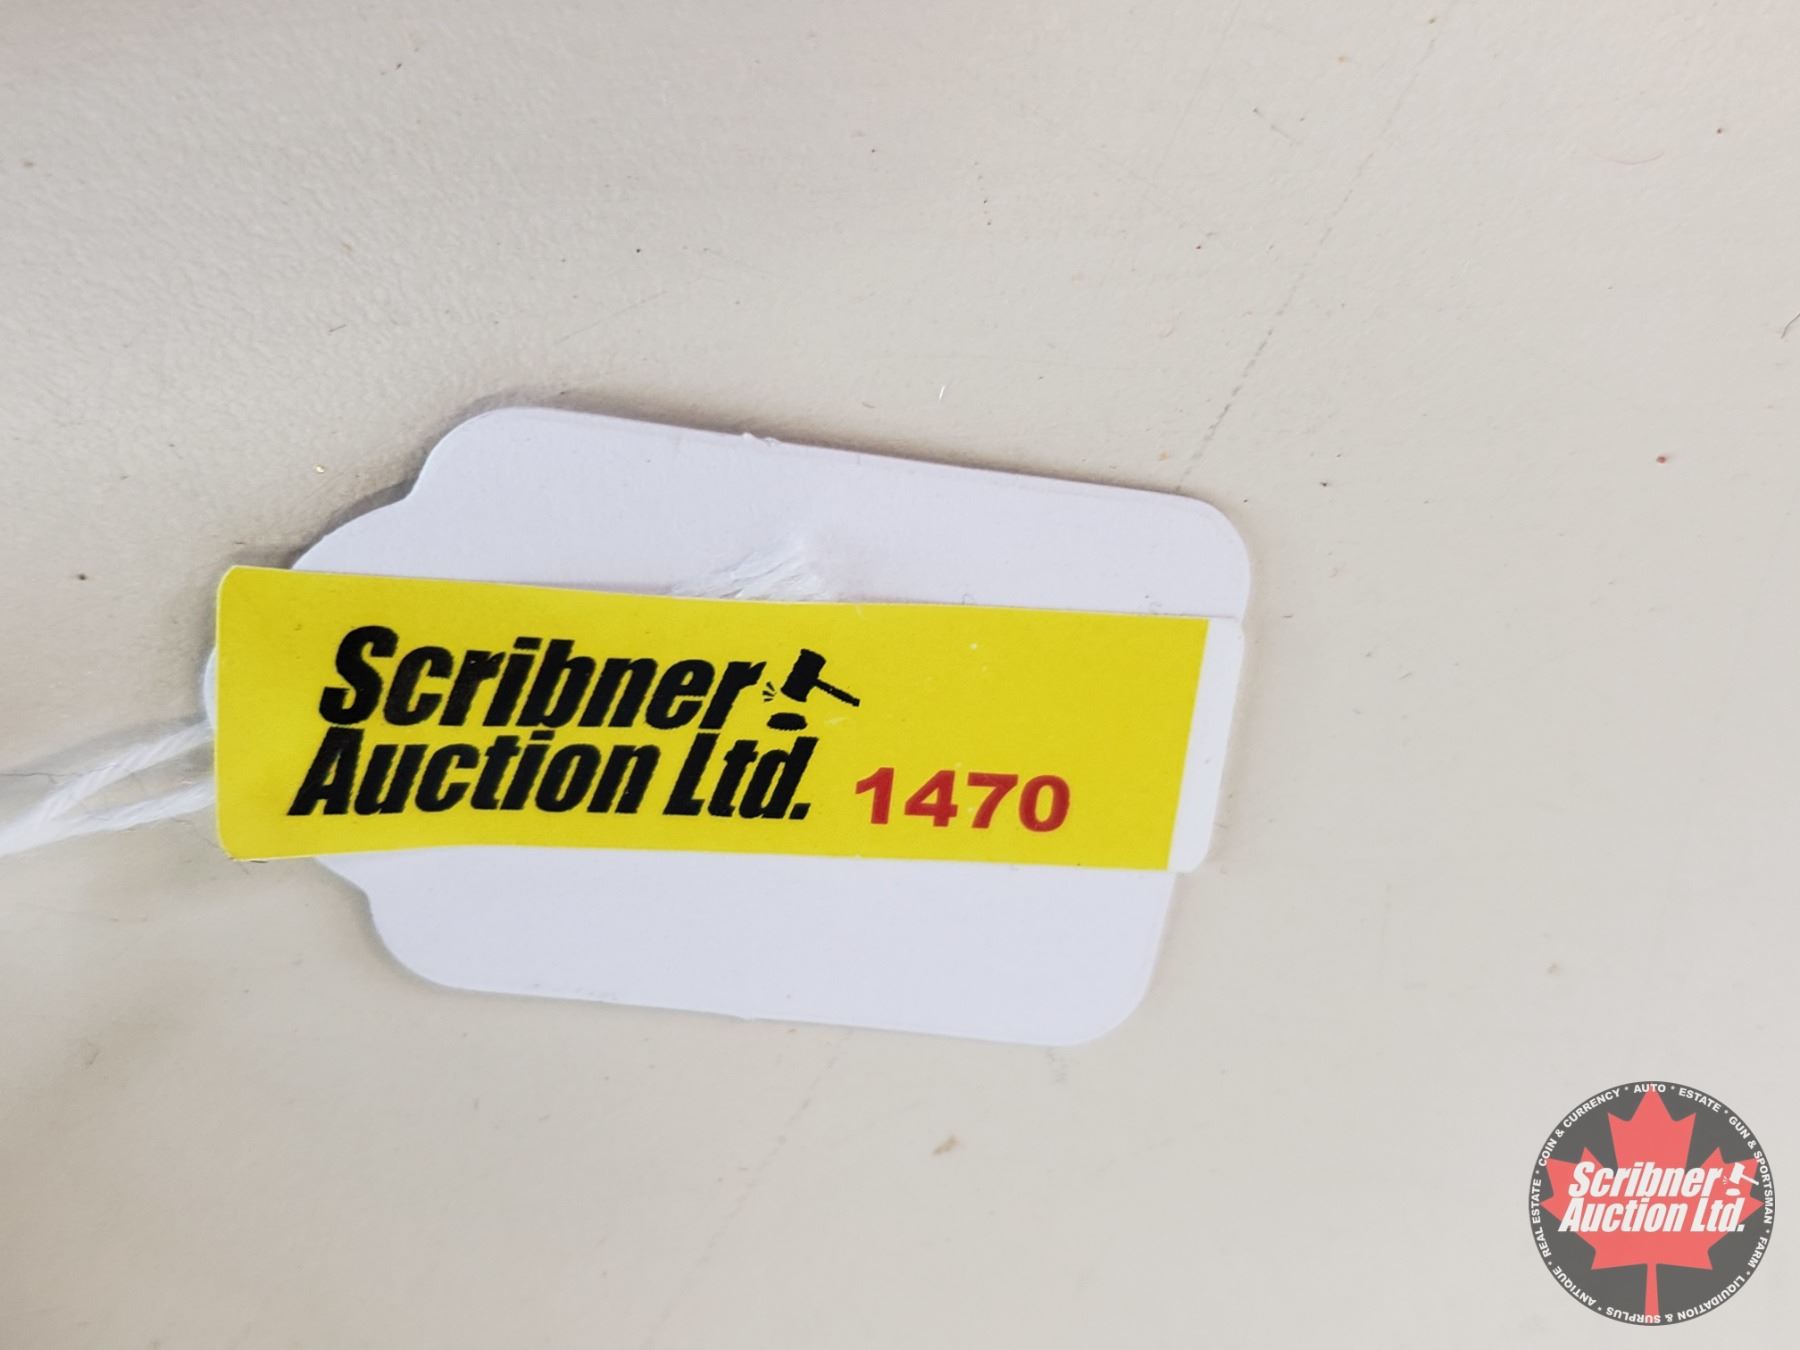 Scribner
Auction Ltd. 1470
COIN & CURRENCY * AUTO * ESTATE * GUN & SPORTSMAN * FARM * LIQUIDATION & SURPLUS * ANTIQUE * REAL ESTATE *
Scribner
Auction Ltd.